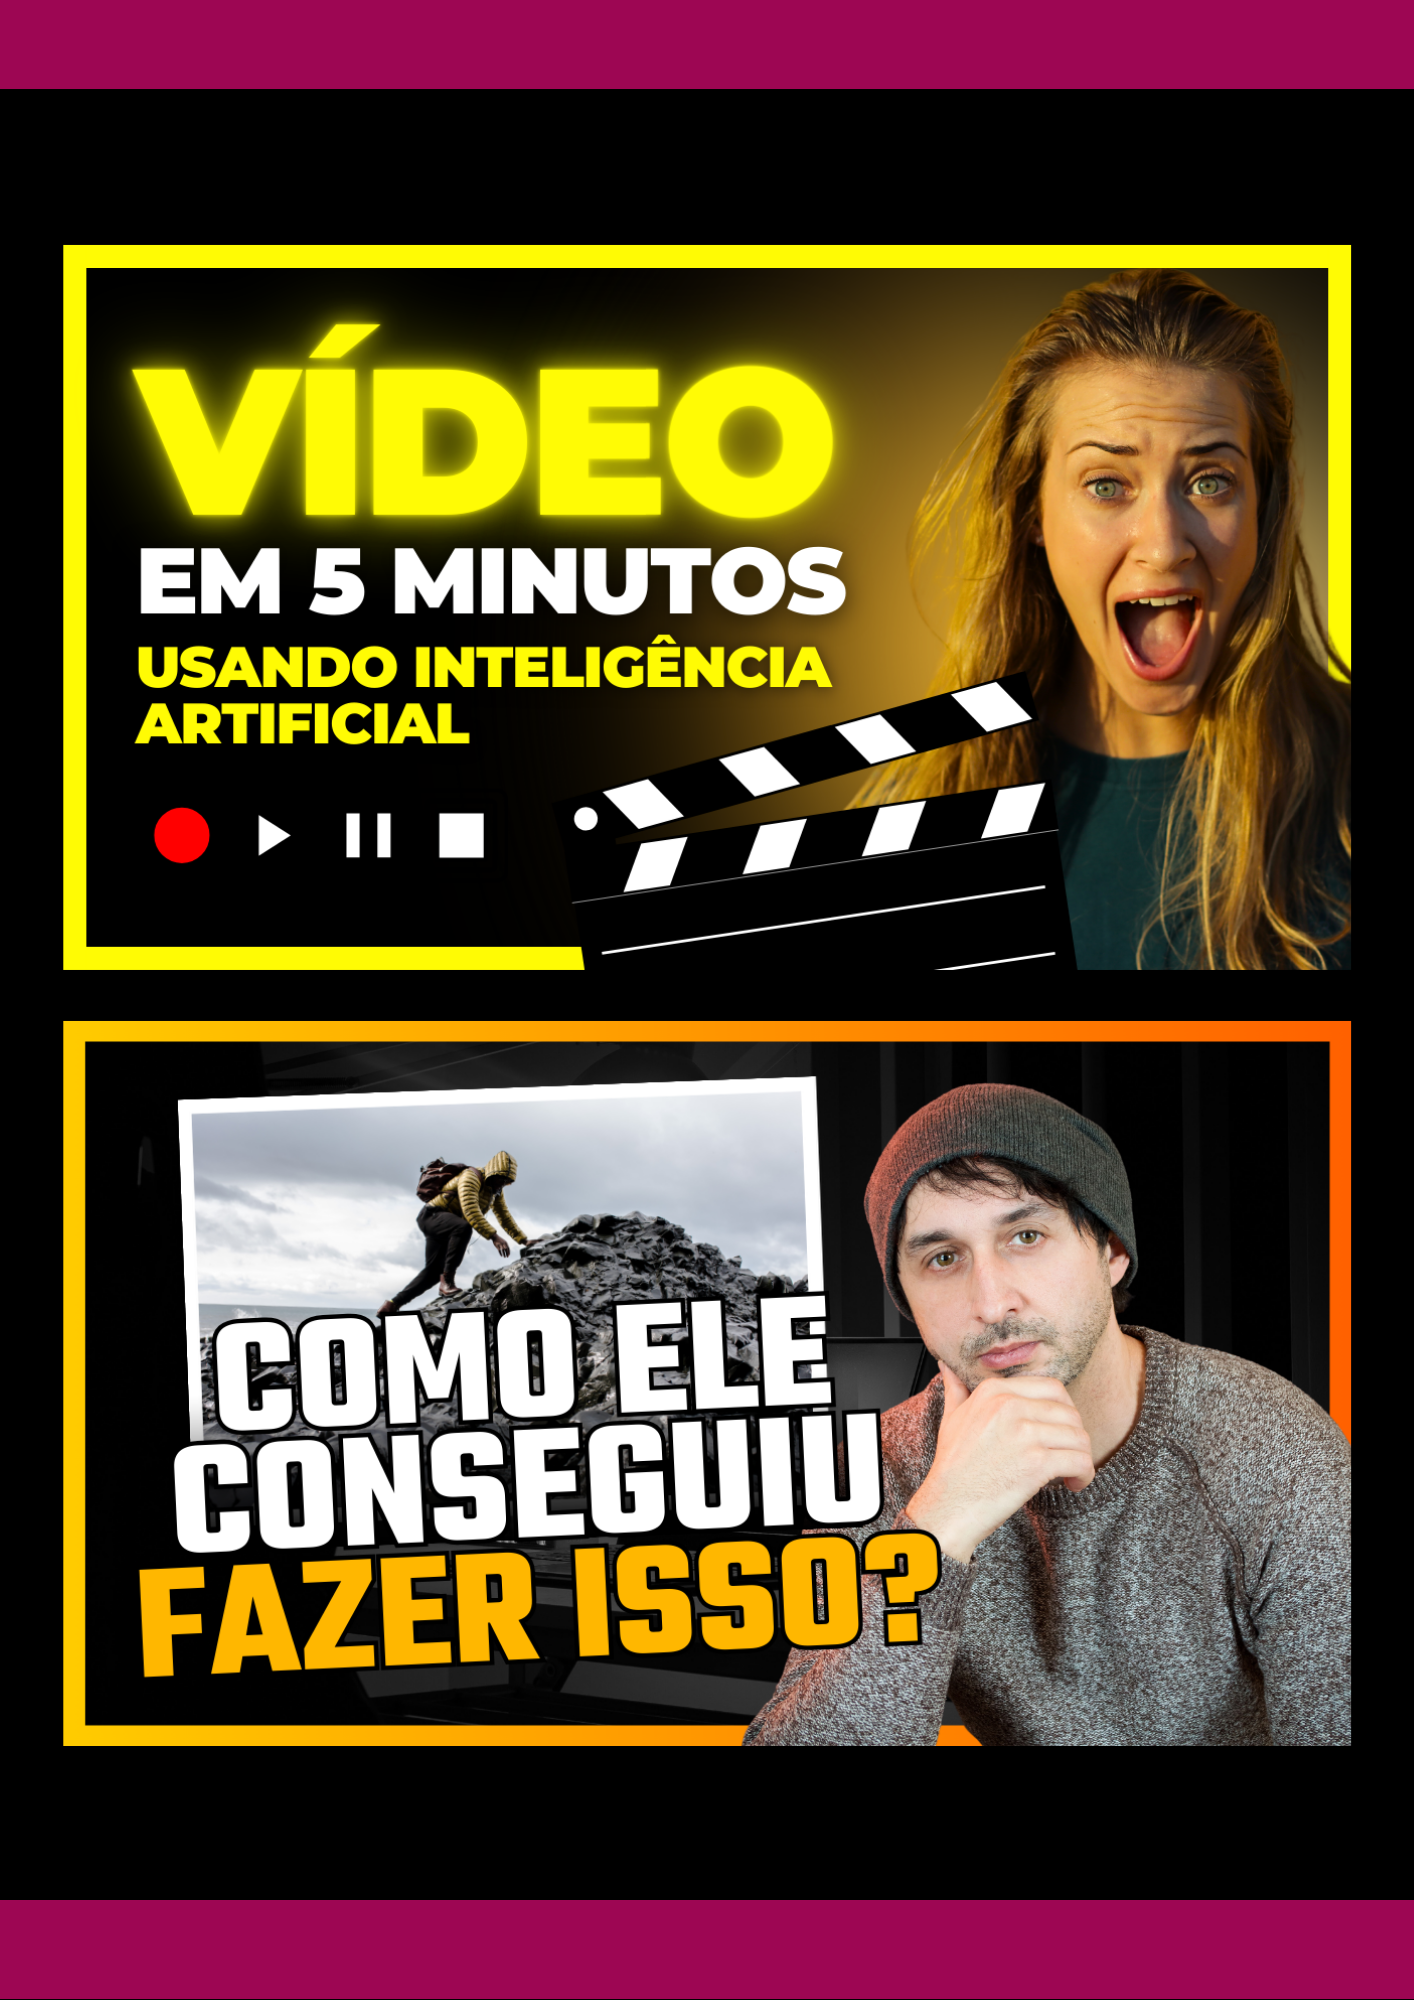 VÍDEO
EM 5 MINUTOS
USANDO INTELIGÊNCIA
ARTIFICIAL
COMO ELE
CONSEGUIU
FAZER ISSO?